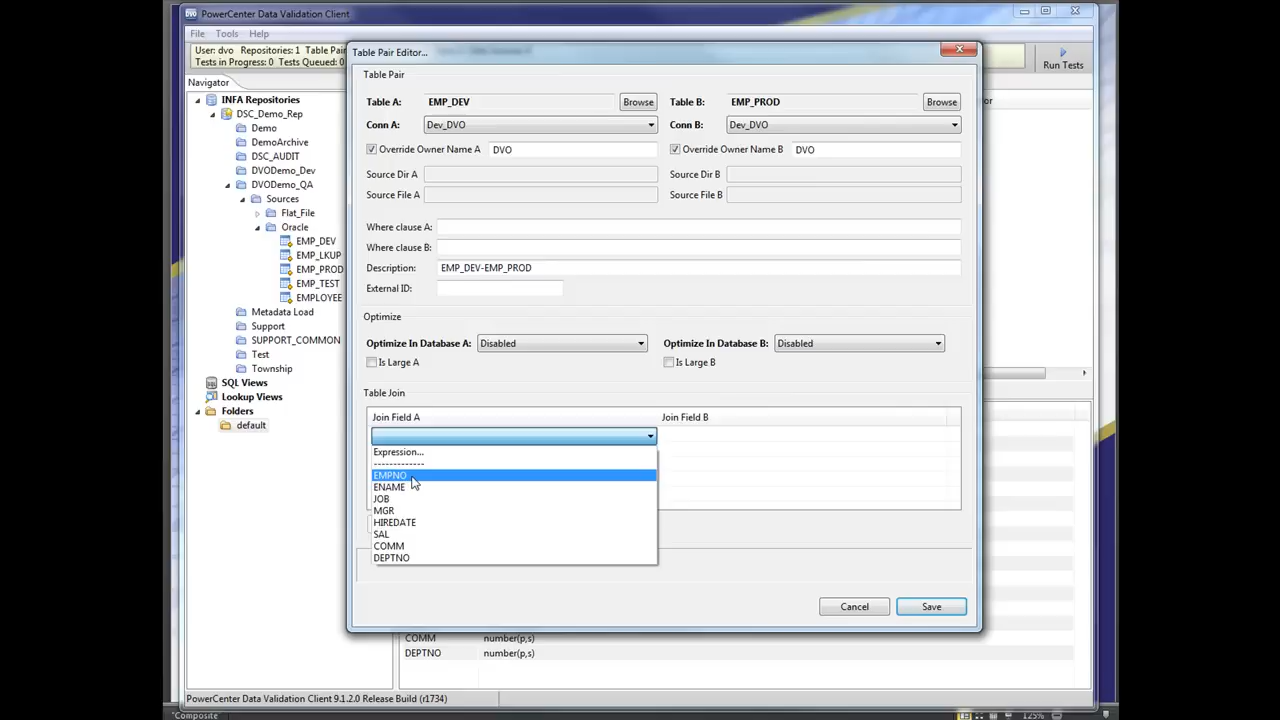 DVO PowerCenter Data Validation Client
File Tools Help
User: dvo Repositories: 1 Table Pair
Tests in Progress: 0 Tests Queued: 0
Run Tests
Navigator
INFA Repositories
DSC_Demo_Rep
Demo
DemoArchive
DSC_AUDIT
DVODemo_Dev
DVODemo_QA
Sources
Flat_File
Oracle
EMP_DEV
EMP_LKUP
EMP_PROD
EMP_TEST
EMPLOYEE
Metadata Load
Support
SUPPORT_COMMON
Test
Township
SQL Views
Lookup Views
Folders
default
Table Pair Editor...
Table Pair
Table A: EMP_DEV Browse Table B: EMP_PROD Browse
Conn A: Dev_DVO Conn B: Dev_DVO
Override Owner Name A DVO Override Owner Name B DVO
Source Dir A Source Dir B
Source File A Source File B
Where clause A:
Where clause B:
Description: EMP_DEV-EMP_PROD
External ID:
Optimize
Optimize In Database A: Disabled Optimize In Database B: Disabled
Is Large A Is Large B
Table Join
Join Field A Join Field B
Expression...
-------------
EMPNO
ENAME
JOB
MGR
HIREDATE
SAL
COMM
DEPTNO
Cancel Save
COMM number(p,s)
DEPTNO number(p,s)
PowerCenter Data Validation Client 9.1.2.0 Release Build (r1734)
"Composite" 125%